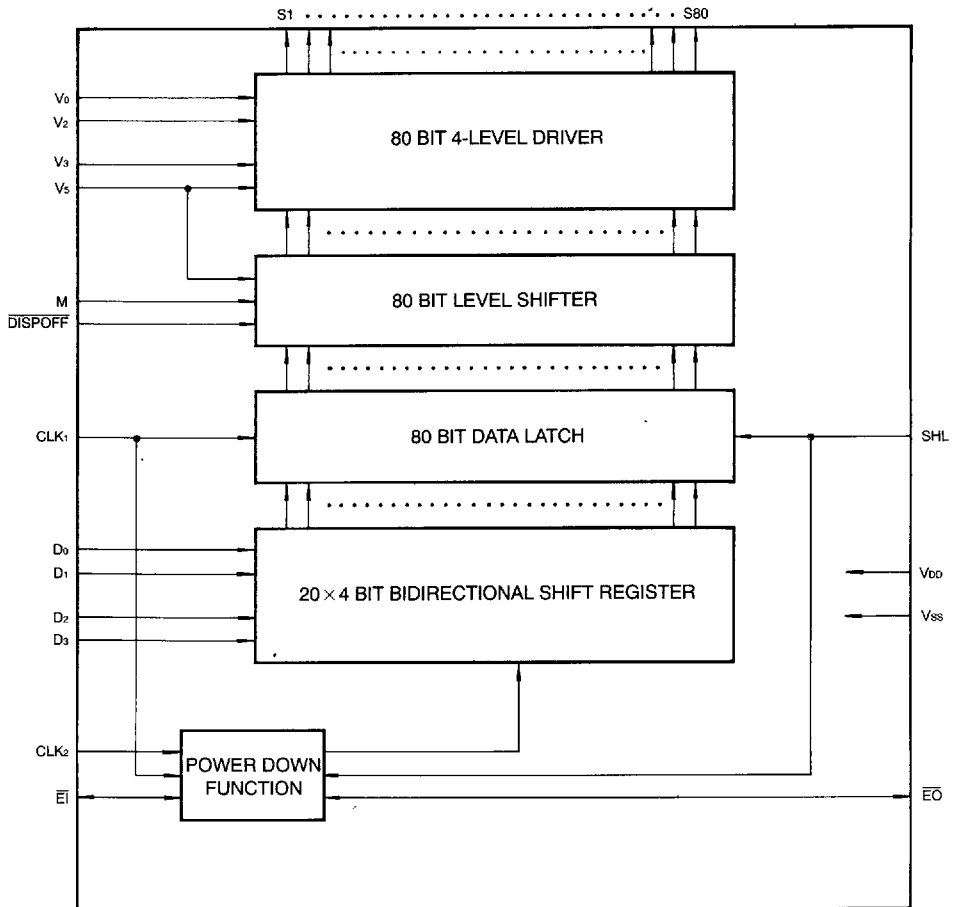 S1 S80
V0
V2
V3
V5
80 BIT 4-LEVEL DRIVER
M
DISPOFF
80 BIT LEVEL SHIFTER
CLK1
80 BIT DATA LATCH
SHL
D0
D1
D2
D3
20 × 4 BIT BIDIRECTIONAL SHIFT REGISTER
VDD
VSS
CLK2
POWER DOWN
FUNCTION
EI
EO